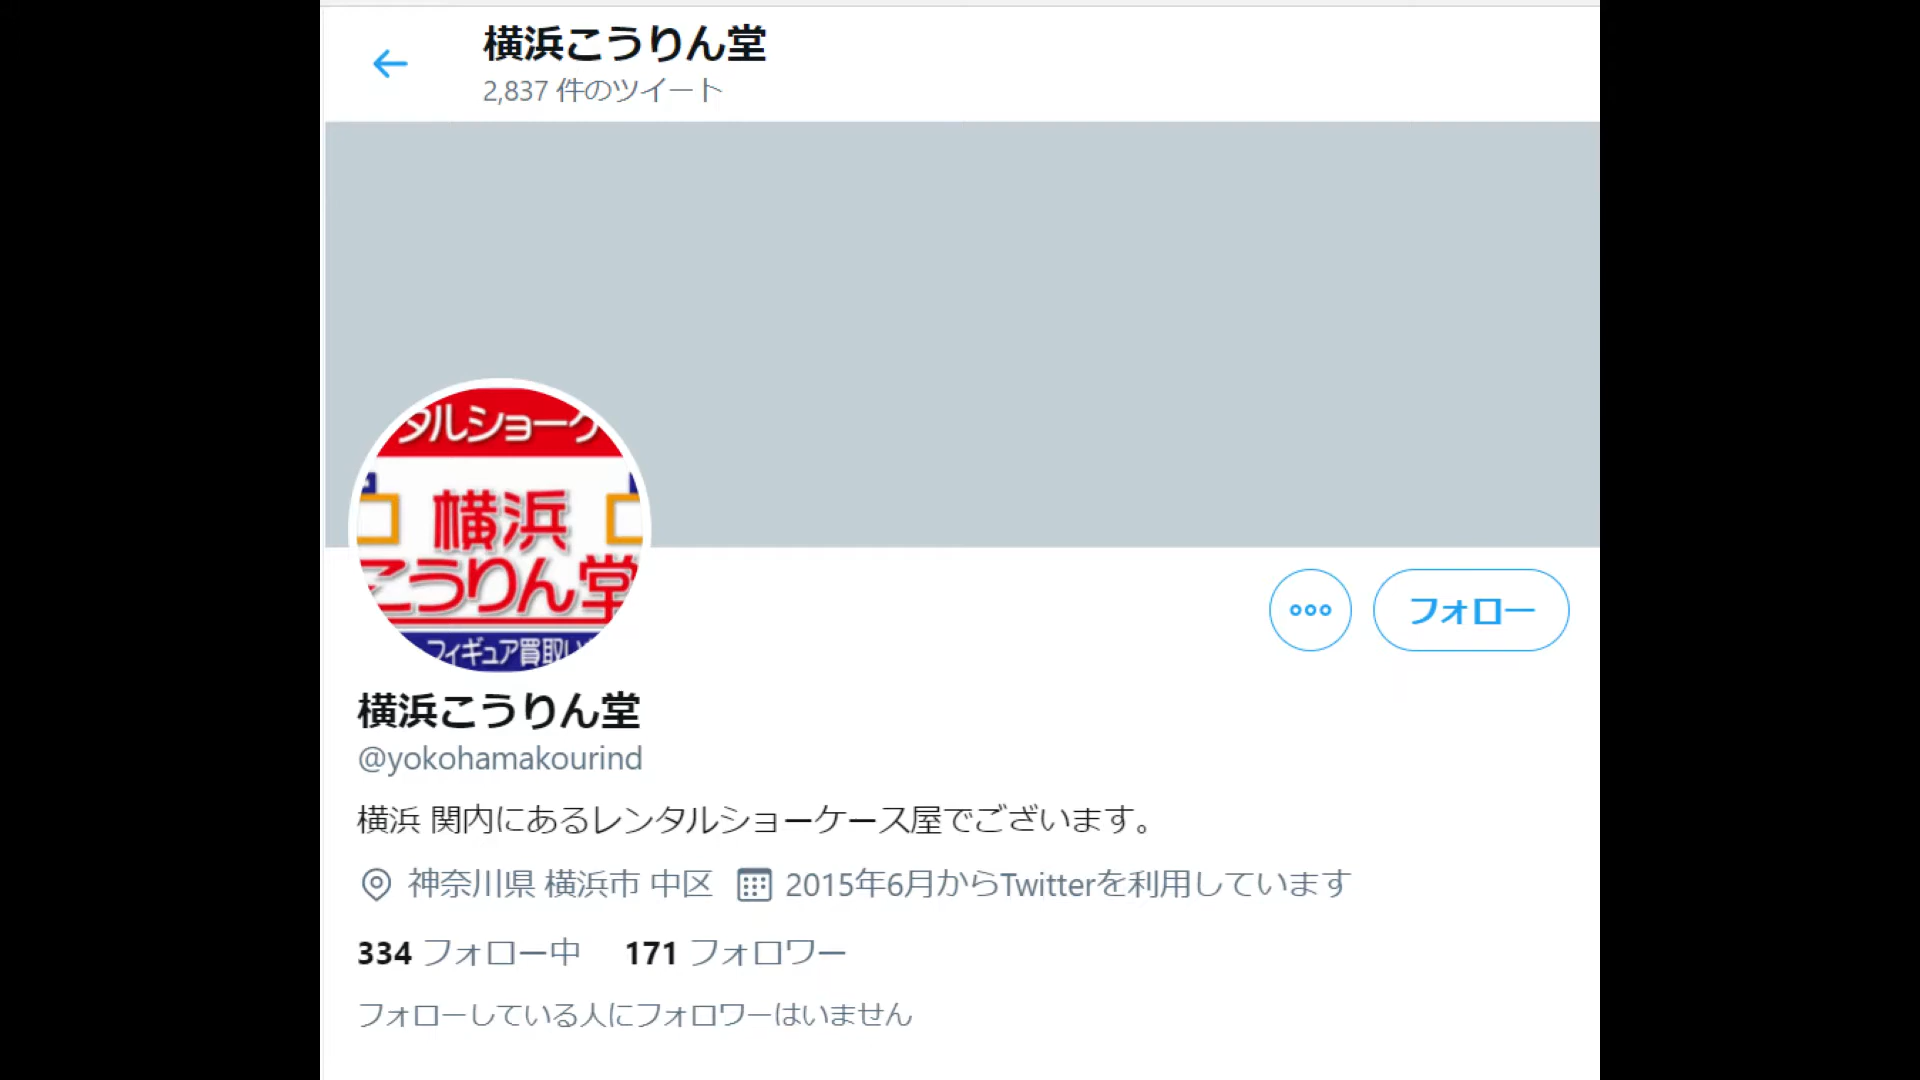 横浜こうりん堂
2,837 件のツイート
タルショーケ
横浜
こうりん堂
フィギュア買取い
フォロー
横浜こうりん堂
@yokohamakourind
横浜 関内にあるレンタルショーケース屋でございます。
神奈川県 横浜市 中区 2015年6月からTwitterを利用しています
334 フォロー中 171 フォロワー
フォローしている人にフォロワーはいません